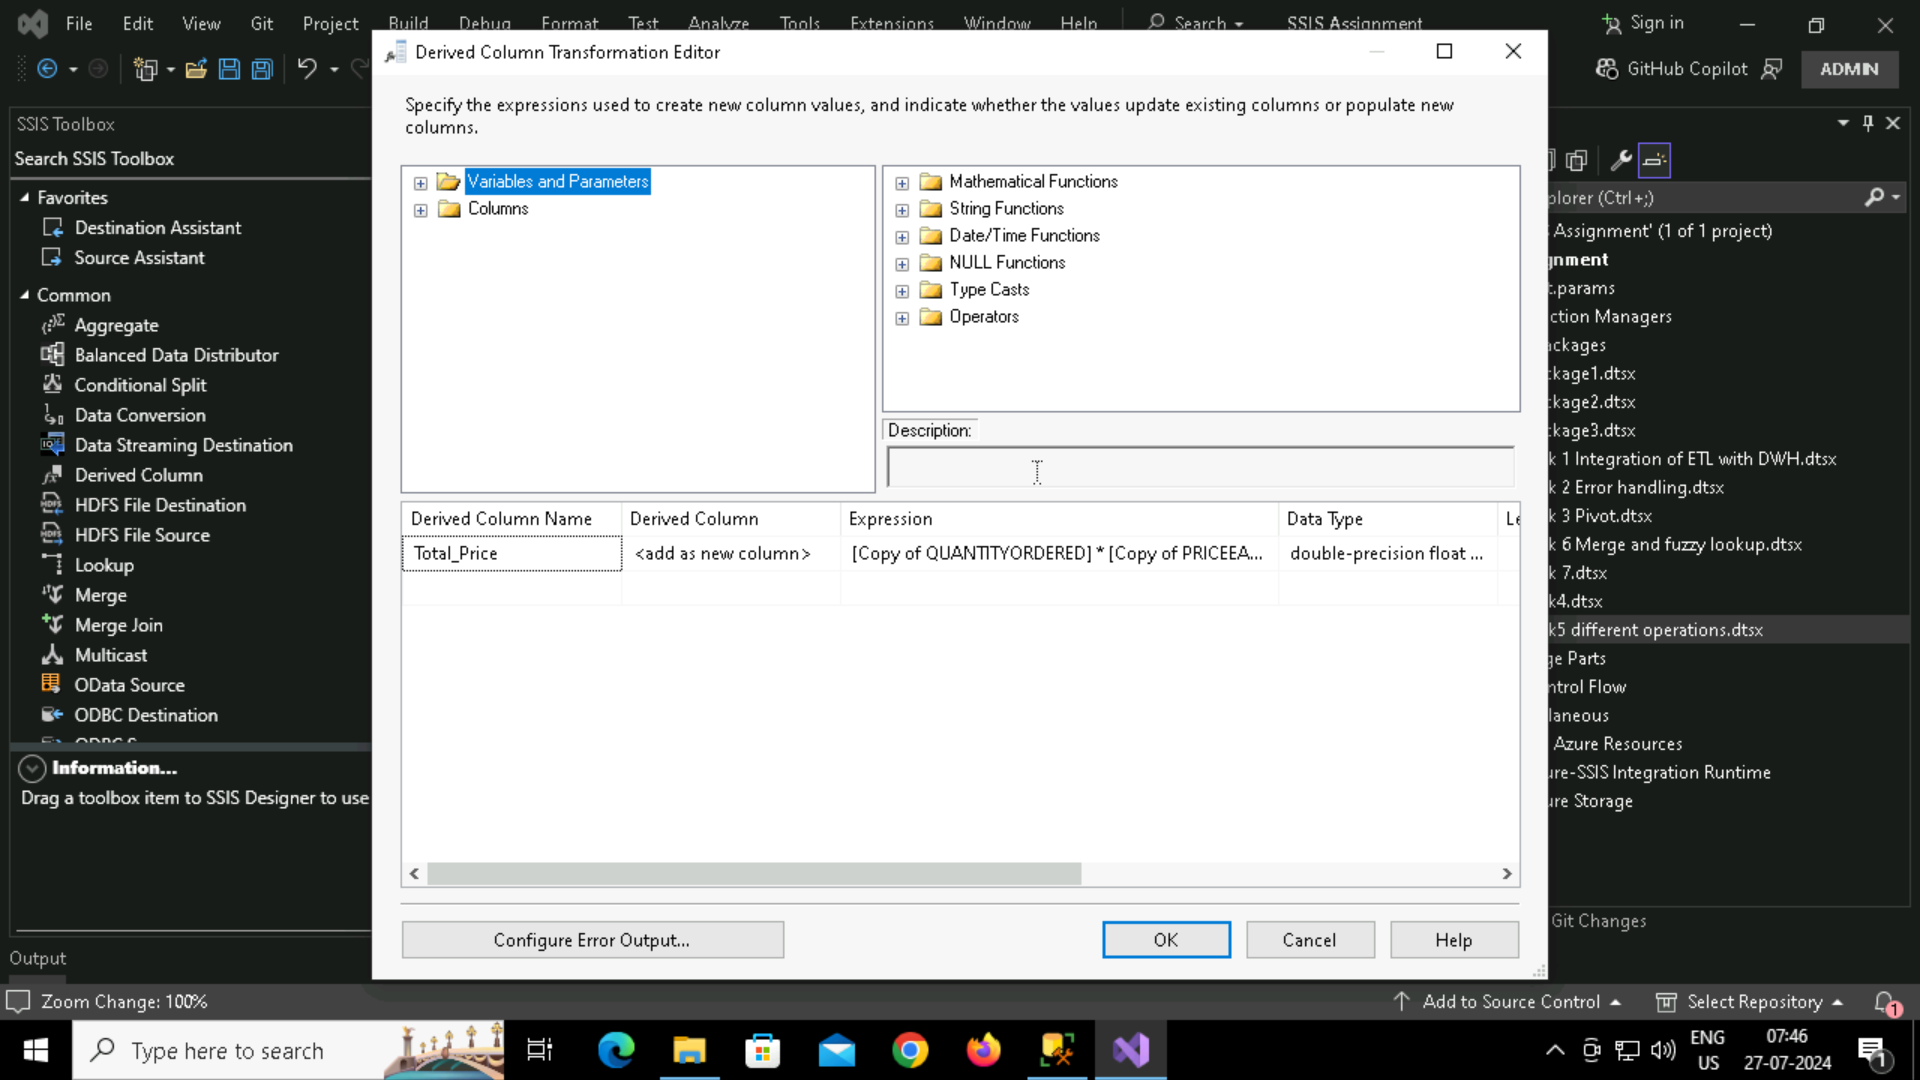 File Edit View Git Project Build Debug Format Test Analyze Tools Extensions Window Help Search SSIS Assignment Sign in
GitHub Copilot ADMIN
SSIS Toolbox
Search SSIS Toolbox
Favorites
Destination Assistant
Source Assistant
Common
Aggregate
Balanced Data Distributor
Conditional Split
Data Conversion
Data Streaming Destination
Derived Column
HDFS File Destination
HDFS File Source
Lookup
Merge
Merge Join
Multicast
OData Source
ODBC Destination
Information...
Drag a toolbox item to SSIS Designer to use
Output
Derived Column Transformation Editor
Specify the expressions used to create new column values, and indicate whether the values update existing columns or populate new
columns.
Variables and Parameters
Columns
Mathematical Functions
String Functions
Date/Time Functions
NULL Functions
Type Casts
Operators
Description:
Derived Column Name Derived Column Expression Data Type Le
Total_Price <add as new column> [Copy of QUANTITYORDERED] * [Copy of PRICEEA... double-precision float ...
Configure Error Output... OK Cancel Help
plorer (Ctrl+;)
Assignment' (1 of 1 project)
gnment
t.params
ction Managers
ackages
ckage1.dtsx
ckage2.dtsx
ckage3.dtsx
k 1 Integration of ETL with DWH.dtsx
k 2 Error handling.dtsx
k 3 Pivot.dtsx
k 6 Merge and fuzzy lookup.dtsx
k 7.dtsx
k4.dtsx
k5 different operations.dtsx
ge Parts
ntrol Flow
laneous
Azure Resources
ure-SSIS Integration Runtime
ure Storage
Git Changes
Zoom Change: 100% Add to Source Control Select Repository 1
Type here to search
ENG
US
07:46
27-07-2024
1